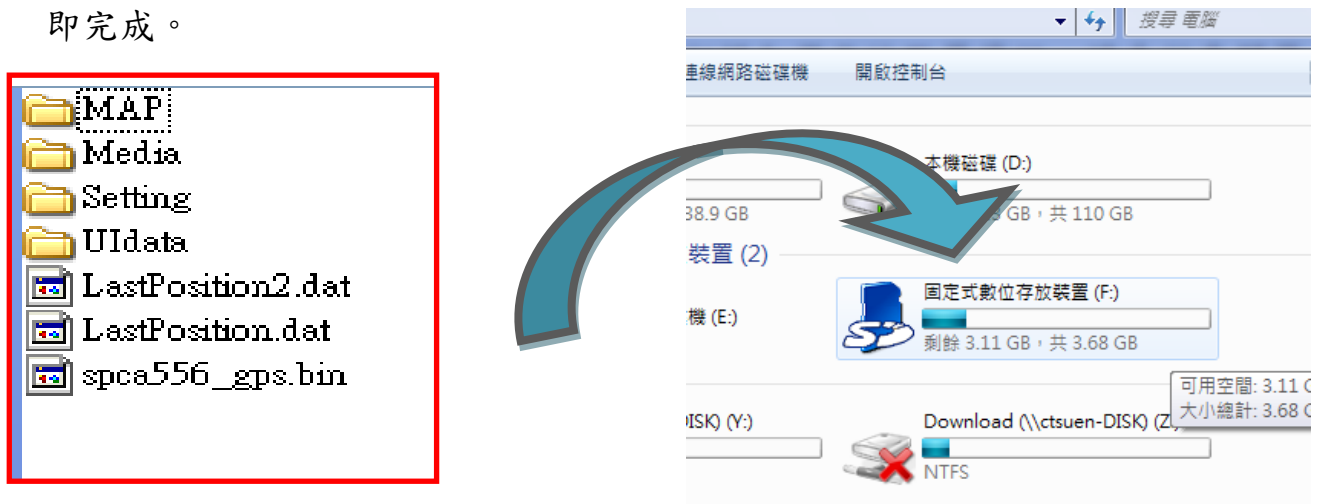 即完成。
MAP
Media
Setting
UIdata
LastPosition2.dat
LastPosition.dat
spca556_gps.bin
搜尋 電腦
連線網路磁碟機 開啟控制台
本機磁碟 (D:)
38.9 GB
GB，共 110 GB
裝置 (2)
機 (E:)
固定式數位存放裝置 (F:)
剩餘 3.11 GB，共 3.68 GB
可用空間: 3.11
大小總計: 3.68
DISK) (Y:)
Download (\\ctsuen-DISK) (Z:)
NTFS